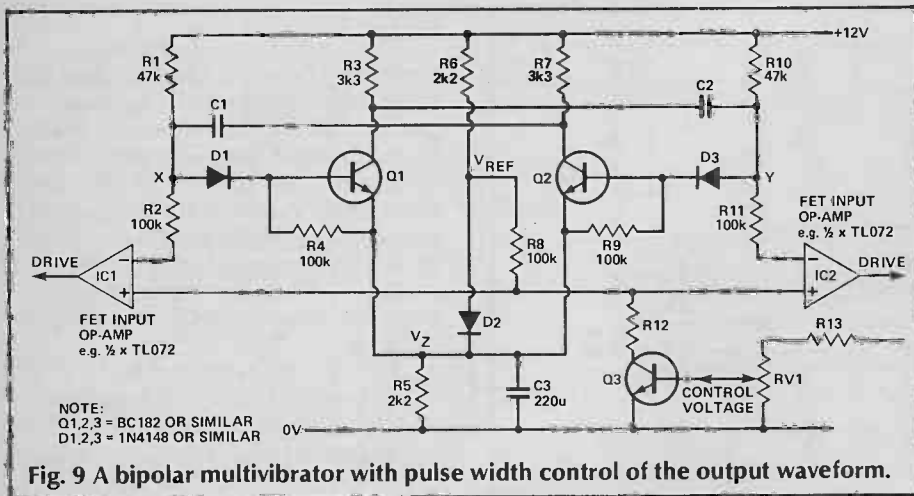 +12V
R1
47k
R3
3k3
R6
2k2
R7
3k3
R10
47k
C1
C2
D1
Q1
VREF
Q2
D3
X
Y
R2
100k
R4
100k
R8
100k
R9
100k
R11
100k
FET INPUT
OP-AMP
e.g. ½ x TL072
DRIVE
IC1
−
+
IC2
−
+
DRIVE
FET INPUT
OP-AMP
e.g. ½ x TL072
D2
VZ
R12
R13
R5
2k2
C3
220u
Q3
CONTROL
VOLTAGE
RV1
0V
NOTE:
Q1,2,3 = BC182 OR SIMILAR
D1,2,3 = 1N4148 OR SIMILAR
Fig. 9 A bipolar multivibrator with pulse width control of the output waveform.